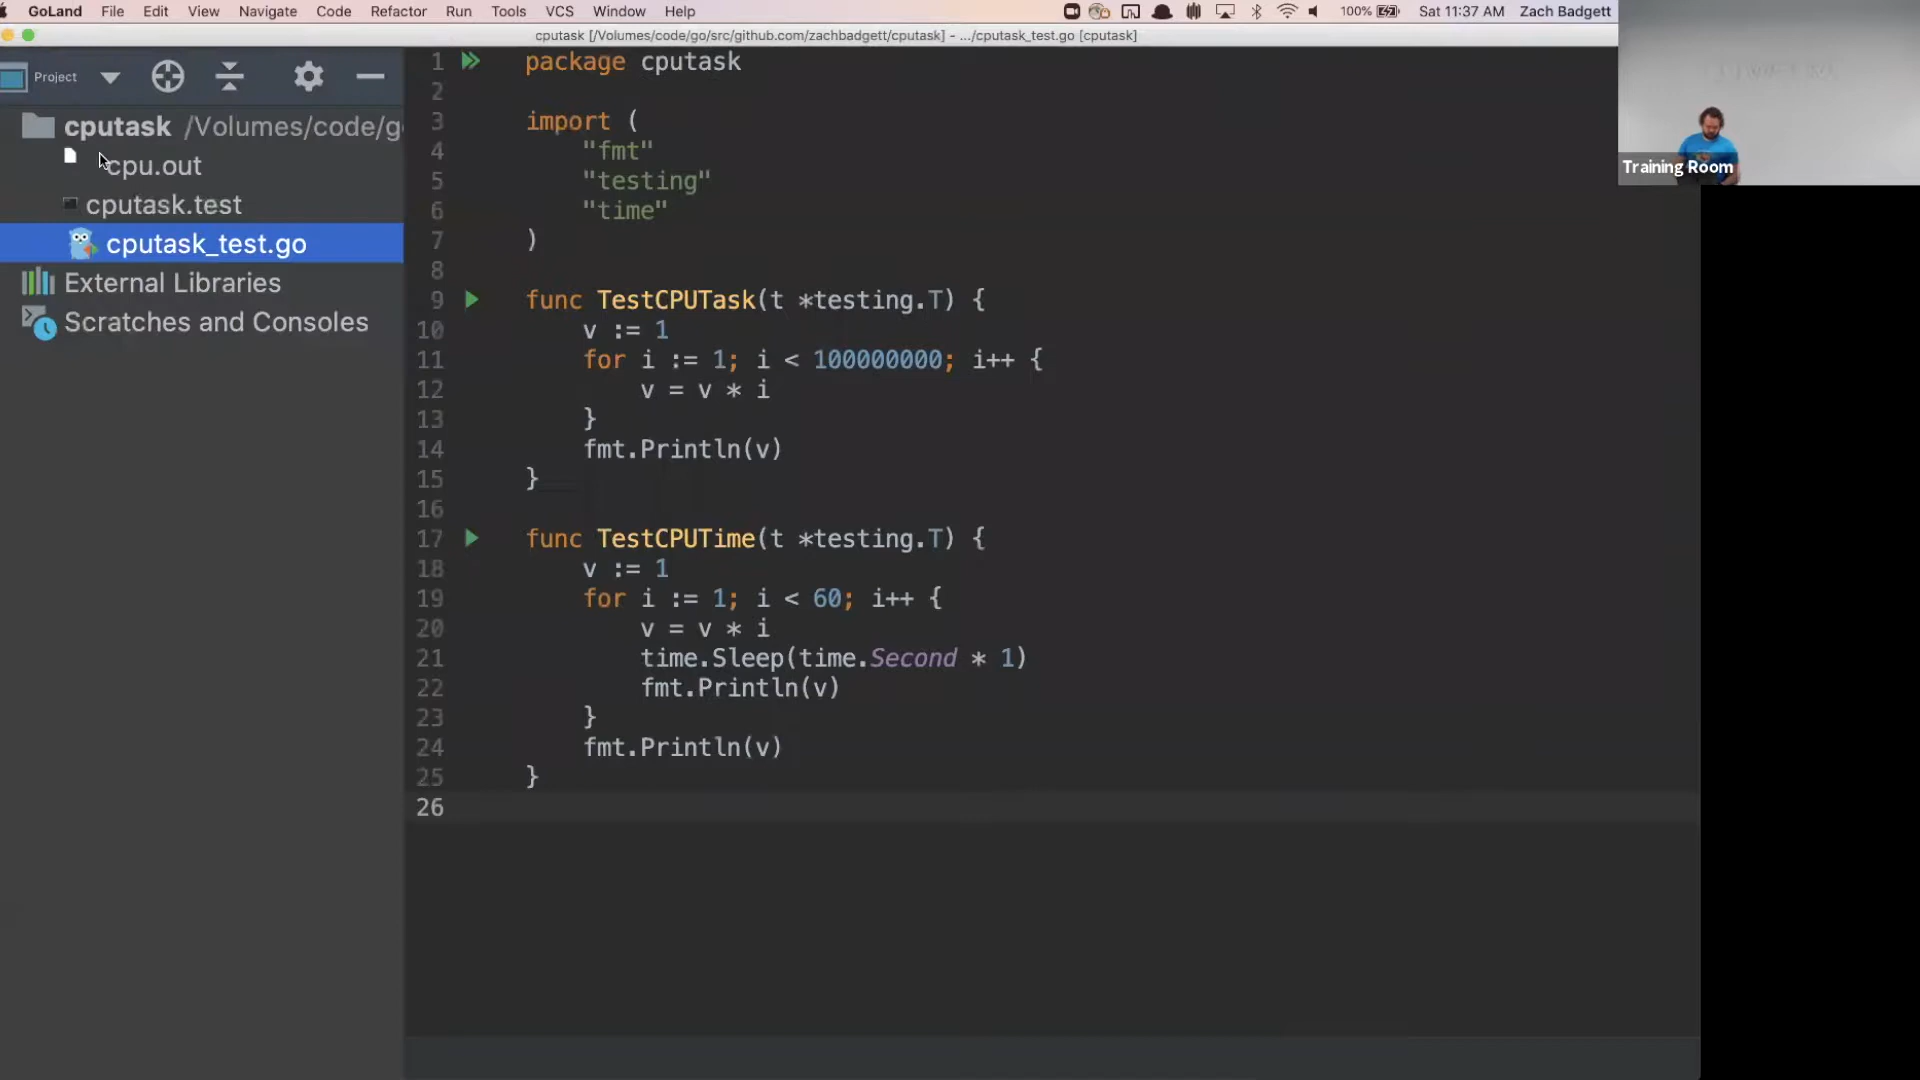 GoLand File Edit View Navigate Code Refactor Run Tools VCS Window Help 100% Sat 11:37 AM Zach Badgett
cputask [/Volumes/code/go/src/github.com/zachbadgett/cputask] - .../cputask_test.go [cputask]
Project
cputask /Volumes/code/g
cpu.out
cputask.test
cputask_test.go
External Libraries
Scratches and Consoles
1 package cputask
2
3 import (
4 "fmt"
5 "testing"
6 "time"
7 )
8
9 func TestCPUTask(t *testing.T) {
10 v := 1
11 for i := 1; i < 100000000; i++ {
12 v = v * i
13 }
14 fmt.Println(v)
15 }
16
17 func TestCPUTime(t *testing.T) {
18 v := 1
19 for i := 1; i < 60; i++ {
20 v = v * i
21 time.Sleep(time.Second * 1)
22 fmt.Println(v)
23 }
24 fmt.Println(v)
25 }
26
Training Room